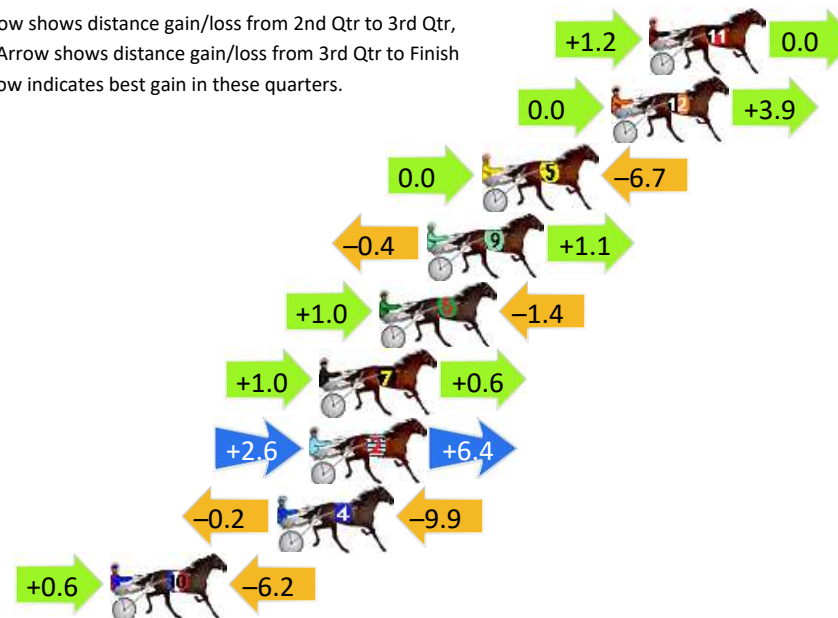 ow shows distance gain/loss from 2nd Qtr to 3rd Qtr,
Arrow shows distance gain/loss from 3rd Qtr to Finish
ow indicates best gain in these quarters.
+1.2 11 0.0
0.0 12 +3.9
0.0 5 –6.7
–0.4 9 +1.1
+1.0 6 –1.4
+1.0 7 +0.6
+2.6 +6.4
–0.2 4 –9.9
+0.6 10 –6.2